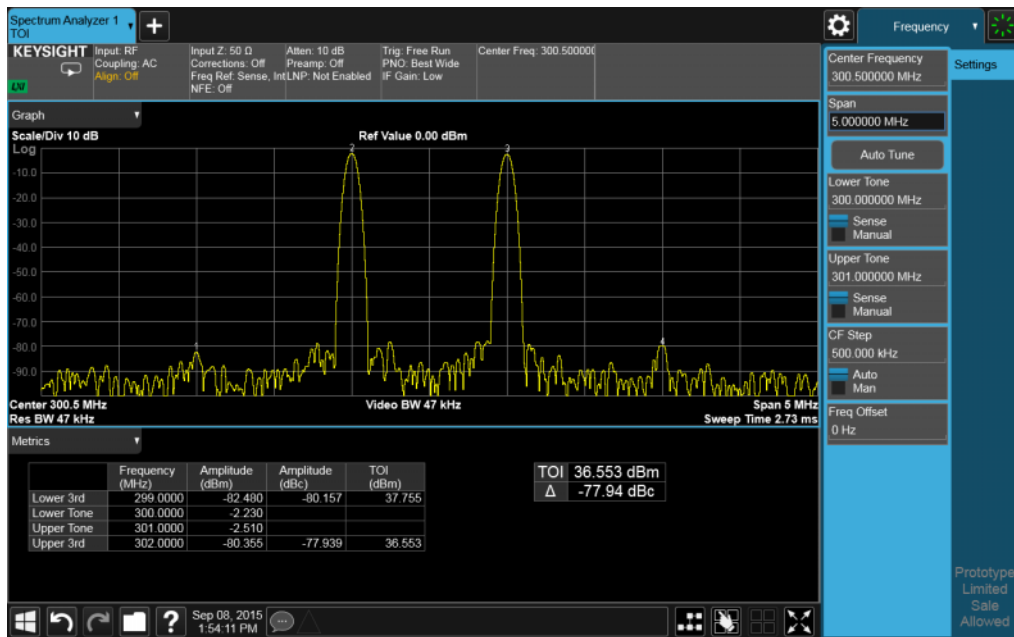 Spectrum Analyzer 1
TOI
Frequency
KEYSIGHT
LXI
Input: RF
Coupling: AC
Align: Off
Input Z: 50 Ω
Corrections: Off
Freq Ref: Sense, Int
NFE: Off
Atten: 10 dB
Preamp: Off
LNP: Not Enabled
Trig: Free Run
PNO: Best Wide
IF Gain: Low
Center Freq: 300.50000
Graph
Scale/Div 10 dB
Ref Value 0.00 dBm
Log
-10.0
-20.0
-30.0
-40.0
-50.0
-60.0
-70.0
-80.0
-90.0
1
2
3
4
Center 300.5 MHz
Video BW 47 kHz
Span 5 MHz
Res BW 47 kHz
Sweep Time 2.73 ms
Metrics
Frequency (MHz) Amplitude (dBm) Amplitude (dBc) TOI (dBm)
Lower 3rd 299.0000 -82.480 -80.157 37.755
Lower Tone 300.0000 -2.230
Upper Tone 301.0000 -2.510
Upper 3rd 302.0000 -80.355 -77.939 36.553
TOI 36.553 dBm
Δ -77.94 dBc
Center Frequency
300.500000 MHz
Span
5.000000 MHz
Auto Tune
Lower Tone
300.000000 MHz
Sense
Manual
Upper Tone
301.000000 MHz
Sense
Manual
CF Step
500.000 kHz
Auto
Man
Freq Offset
0 Hz
Settings
Prototype
Limited
Sale
Allowed
?
Sep 08, 2015
1:54:11 PM